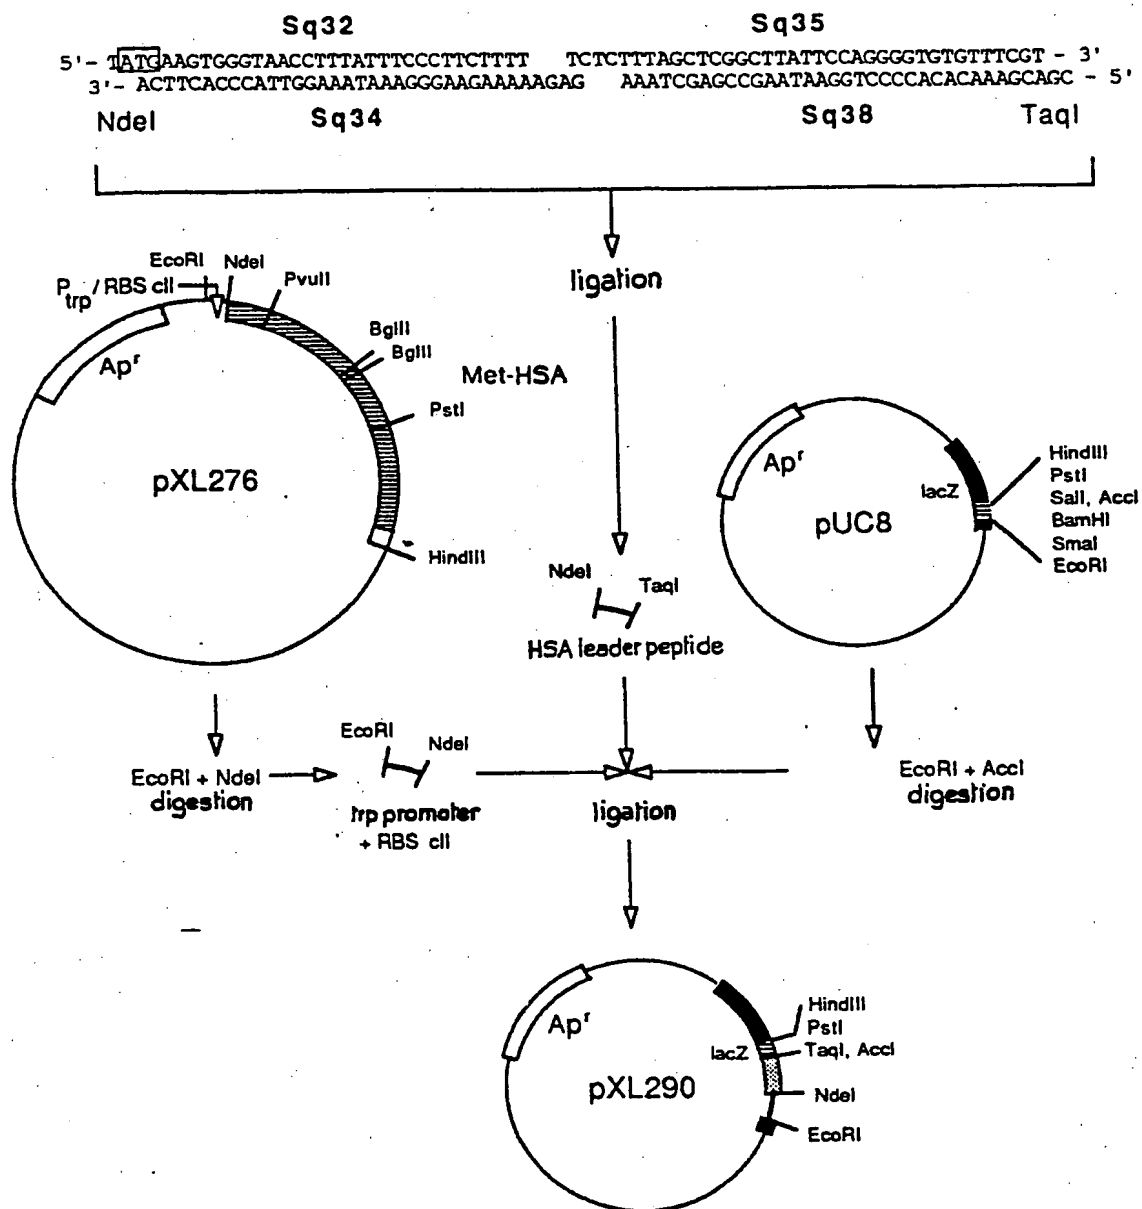 Sq32 Sq35
5'- TATGAAGTGGGTAACCTTTATTTCCCTTCTTTT TCTCTTTAGCTCGGCTTATTCCAGGGGTGTGTTTCGT - 3'
3'- ACTTCACCCATTGGAAATAAAGGGAAGAAAAAGAG AAATCGAGCCGAATAAGGTCCCCACACAAAGCAGC - 5'
NdeI Sq34 Sq38 TaqI
ligation
EcoRI NdeI
Ptrp / RBS cII PvuII
BglII
BglII
Apr
Met-HSA
PstI
pXL276
HindIII
Apr
lacZ
pUC8
HindIII
PstI
SalI, AccI
BamHI
SmaI
EcoRI
NdeI TaqI
HSA leader peptide
EcoRI + NdeI
digestion
EcoRI NdeI
trp promoter
+ RBS cII
ligation
EcoRI + AccI
digestion
Apr
lacZ
pXL290
HindIII
PstI
TaqI, AccI
NdeI
EcoRI